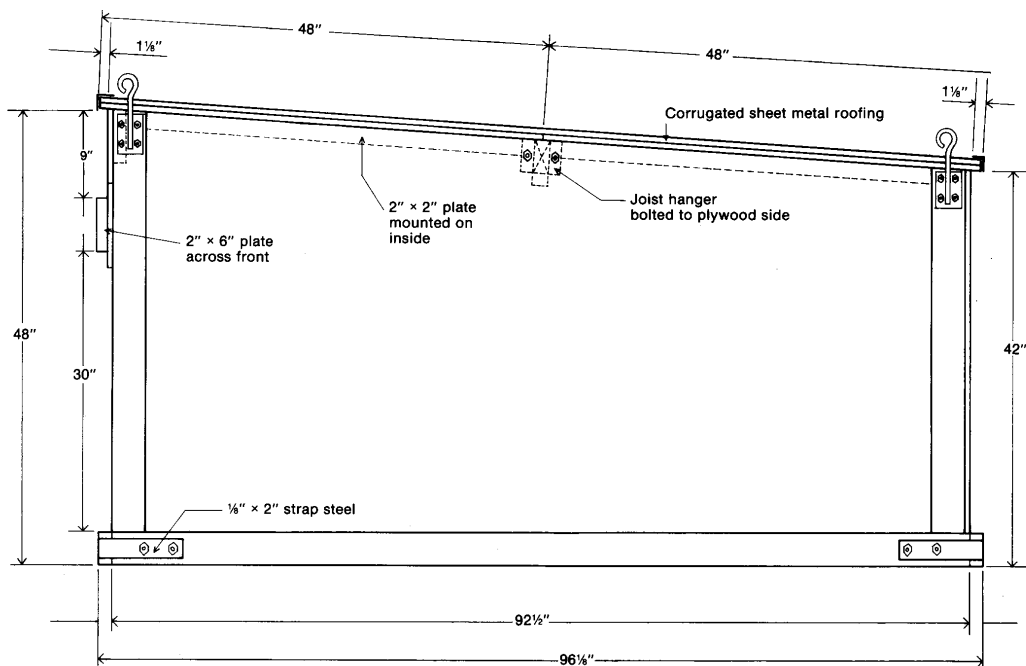 48″
48″
1⅛″
1⅛″
Corrugated sheet metal roofing
9″
Joist hanger
bolted to plywood side
2″ × 2″ plate
mounted on
inside
2″ × 6″ plate
across front
48″
42″
30″
⅛″ × 2″ strap steel
92½″
96⅛″